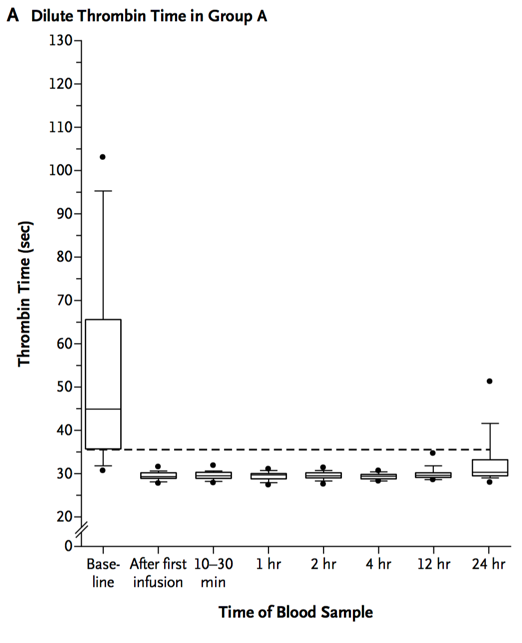 A Dilute Thrombin Time in Group A
130
120
110
100
90
80
70
60
50
40
30
20
0
Thrombin Time (sec)
Base-
line
After first
infusion
10–30
min
1 hr
2 hr
4 hr
12 hr
24 hr
Time of Blood Sample